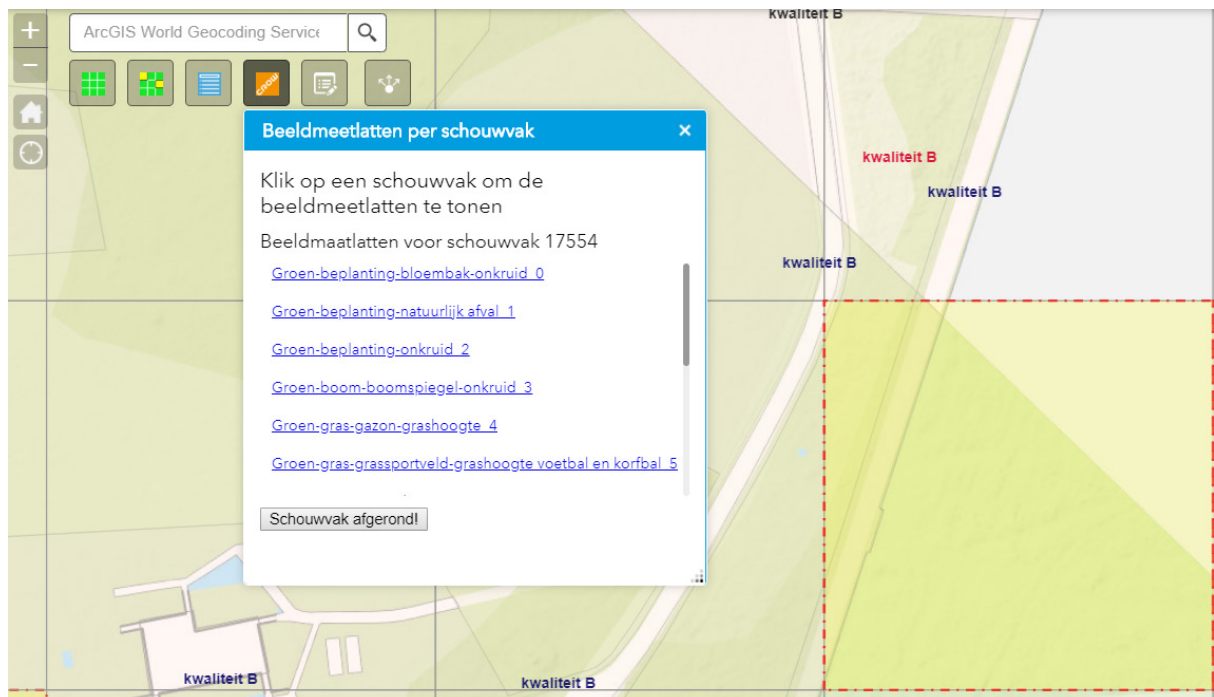 kwaliteit B
ArcGIS World Geocoding Service
crow
Beeldmeetlatten per schouwvak
Klik op een schouwvak om de
beeldmeetlatten te tonen
Beeldmaatlatten voor schouwvak 17554
Groen-beplanting-bloembak-onkruid_0
Groen-beplanting-natuurlijk afval_1
Groen-beplanting-onkruid_2
Groen-boom-boomspiegel-onkruid_3
Groen-gras-gazon-grashoogte_4
Groen-gras-grassportveld-grashoogte voetbal en korfbal_5
Schouwvak afgerond!
kwaliteit B
kwaliteit B
kwaliteit B
kwaliteit B
kwaliteit B